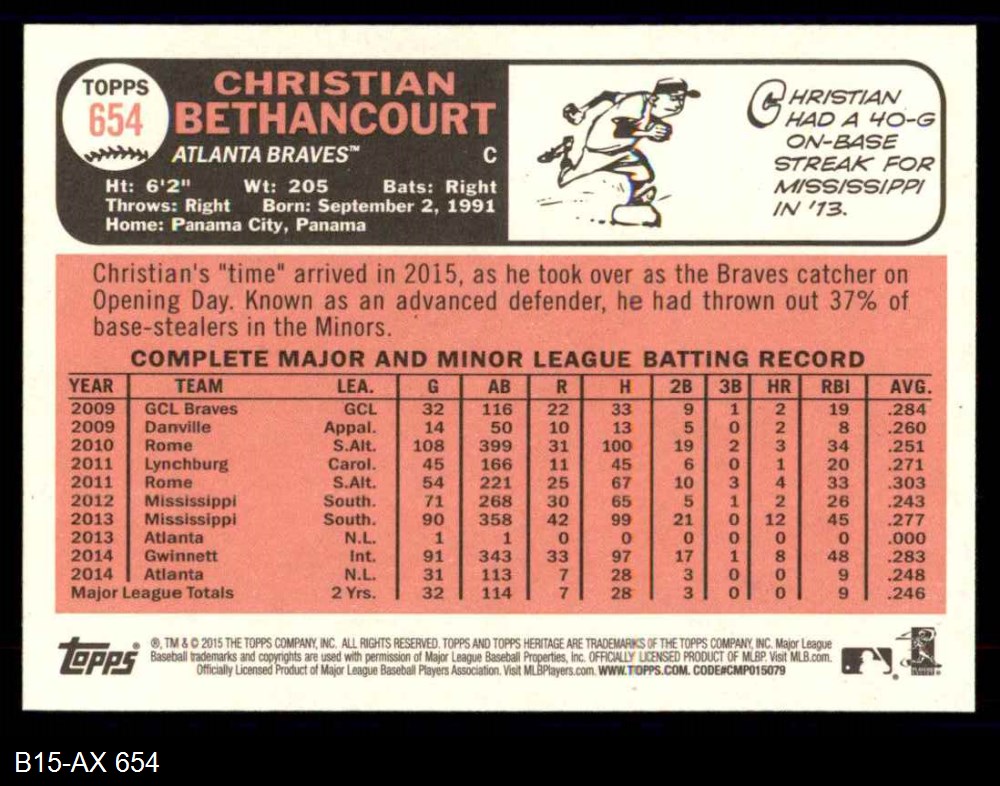 TOPPS
654
CHRISTIAN
BETHANCOURT
ATLANTA BRAVES™ C
Ht: 6'2" Wt: 205 Bats: Right
Throws: Right Born: September 2, 1991
Home: Panama City, Panama
CHRISTIAN
HAD A 40-G
ON-BASE
STREAK FOR
MISSISSIPPI
IN '13.
Christian's "time" arrived in 2015, as he took over as the Braves catcher on
Opening Day. Known as an advanced defender, he had thrown out 37% of
base-stealers in the Minors.
COMPLETE MAJOR AND MINOR LEAGUE BATTING RECORD
YEAR TEAM LEA. G AB R H 2B 3B HR RBI AVG.
2009 GCL Braves GCL 32 116 22 33 9 1 2 19 .284
2009 Danville Appal. 14 50 10 13 5 0 2 8 .260
2010 Rome S.Alt. 108 399 31 100 19 2 3 34 .251
2011 Lynchburg Carol. 45 166 11 45 6 0 1 20 .271
2011 Rome S.Alt. 54 221 25 67 10 3 4 33 .303
2012 Mississippi South. 71 268 30 65 5 1 2 26 .243
2013 Mississippi South. 90 358 42 99 21 0 12 45 .277
2013 Atlanta N.L. 1 1 0 0 0 0 0 0 .000
2014 Gwinnett Int. 91 343 33 97 17 1 8 48 .283
2014 Atlanta N.L. 31 113 7 28 3 0 0 9 .248
Major League Totals 2 Yrs. 32 114 7 28 3 0 0 9 .246
topps
®, TM & © 2015 THE TOPPS COMPANY, INC. ALL RIGHTS RESERVED. TOPPS AND TOPPS HERITAGE ARE TRADEMARKS OF THE TOPPS COMPANY, INC. Major League
Baseball trademarks and copyrights are used with permission of Major League Baseball Properties, Inc. OFFICIALLY LICENSED PRODUCT OF MLBP. Visit MLB.com.
Officially Licensed Product of Major League Baseball Players Association. Visit MLBPlayers.com. WWW.TOPPS.COM. CODE#CMP015079
B15-AX 654